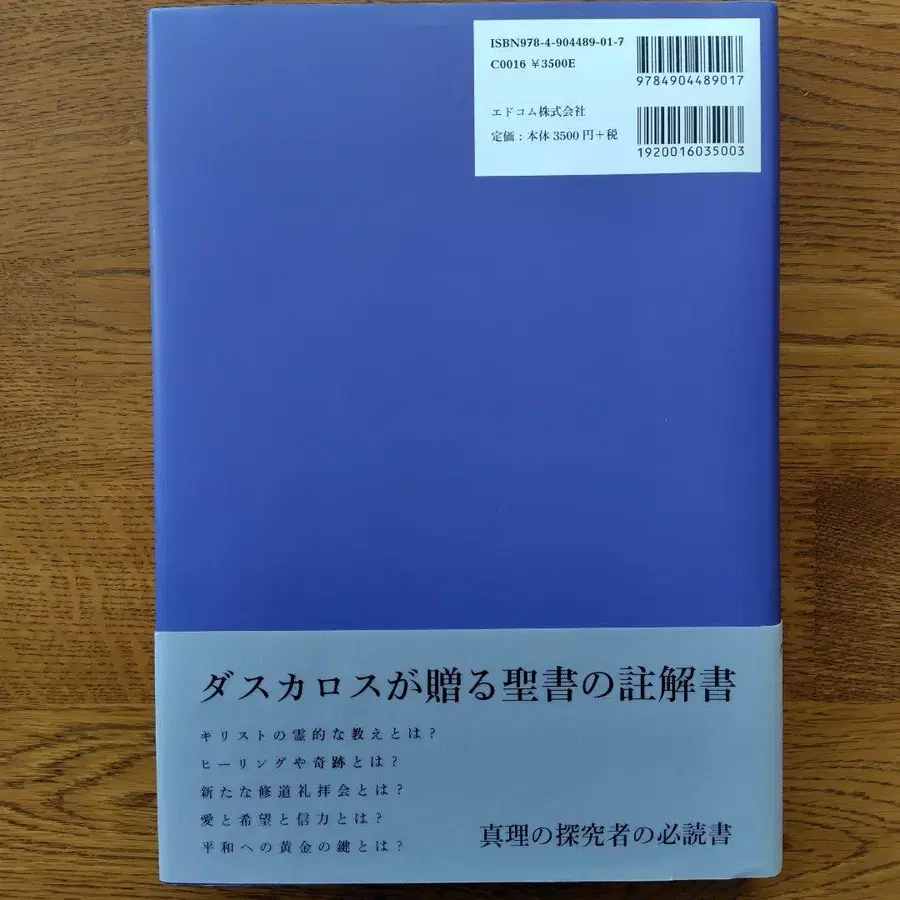 ISBN978-4-904489-01-7
C0016 ¥3500E
9784904489017
エドコム株式会社
定価：本体3500円＋税
1920016035003
ダスカロスが贈る聖書の註解書
キリストの霊的な教えとは？
ヒーリングや奇跡とは？
新たな修道礼拝会とは？
愛と希望と信力とは？
平和への黄金の鍵とは？
真理の探究者の必読書